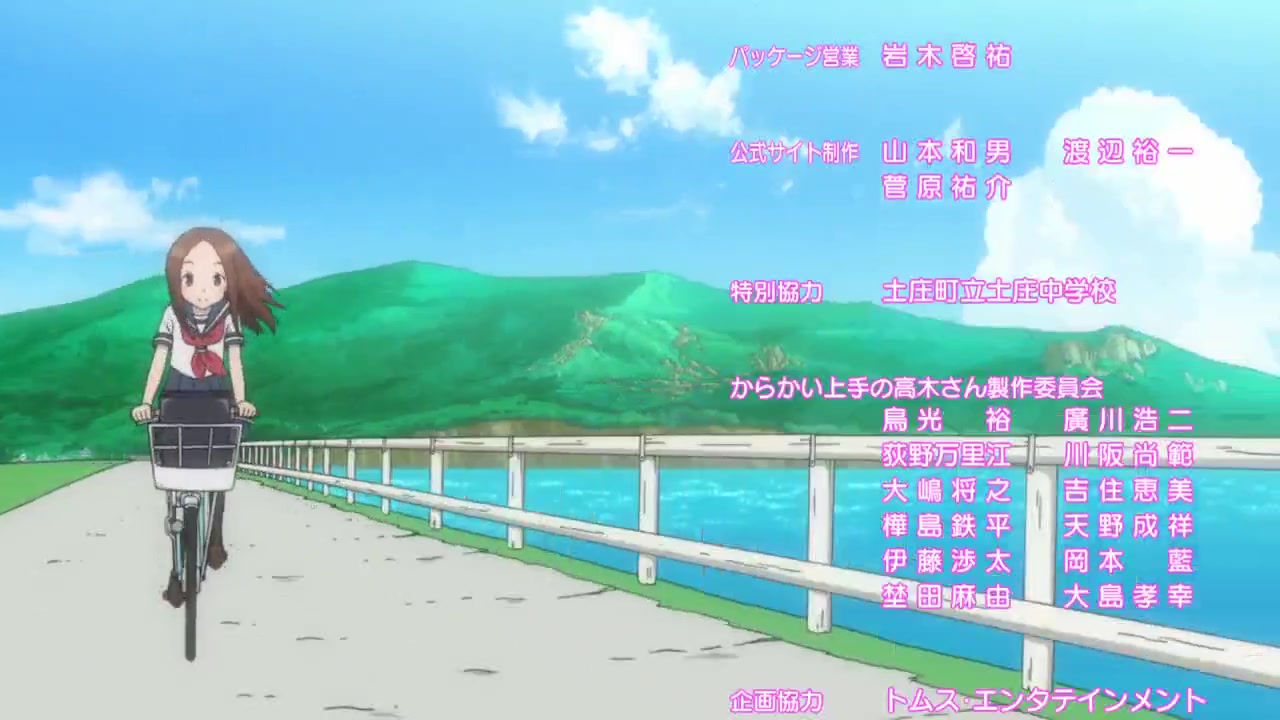 パッケージ営業 岩木啓祐
公式サイト制作 山本和男 渡辺裕一
菅原祐介
特別協力 土庄町立土庄中学校
からかい上手の高木さん製作委員会
鳥光 裕 廣川浩二
荻野万里江 川阪尚範
大嶋将之 吉住恵美
樺島鉄平 天野成祥
伊藤渉太 岡本 藍
埜田麻由 大島孝幸
企画協力 トムス・エンタテインメント